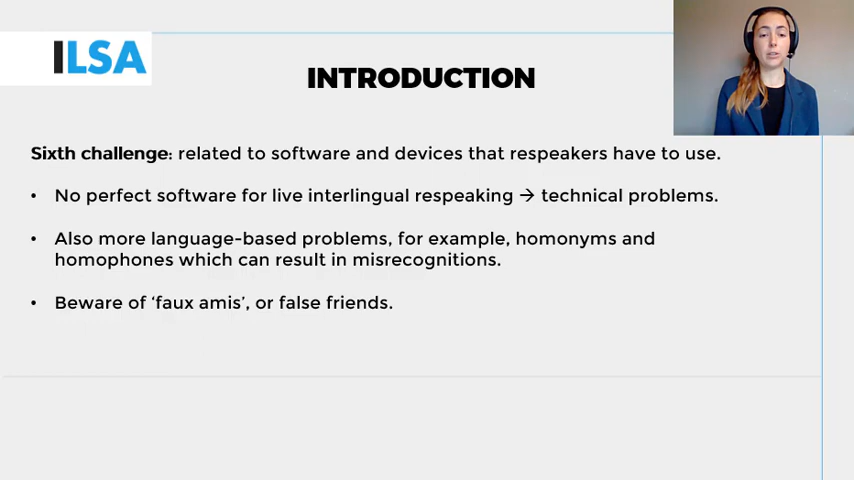 ILSA
INTRODUCTION
Sixth challenge: related to software and devices that respeakers have to use.
• No perfect software for live interlingual respeaking → technical problems.
• Also more language-based problems, for example, homonyms and
homophones which can result in misrecognitions.
• Beware of ‘faux amis’, or false friends.